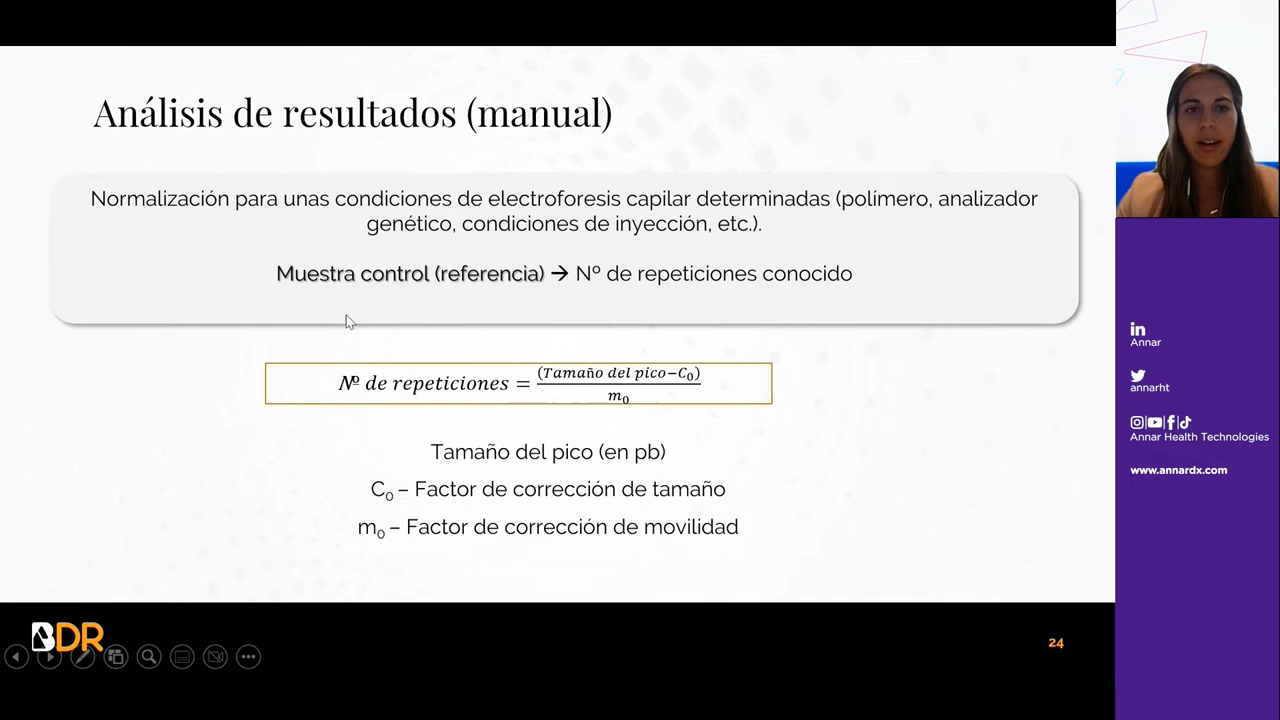 Análisis de resultados (manual)
Normalización para unas condiciones de electroforesis capilar determinadas (polímero, analizador
genético, condiciones de inyección, etc.).
Muestra control (referencia) → Nº de repeticiones conocido
Nº de repeticiones = (Tamaño del pico−C₀) / m₀
Tamaño del pico (en pb)
C₀ – Factor de corrección de tamaño
m₀ – Factor de corrección de movilidad
BDR
24
in
Annar
annarht
Annar Health Technologies
www.annardx.com